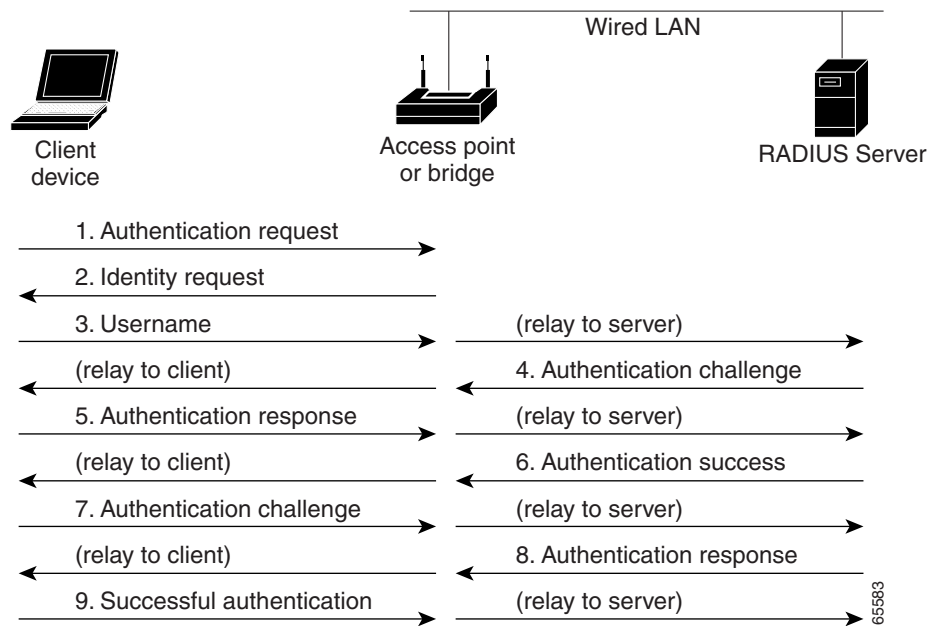 Wired LAN
Client
device
Access point
or bridge
RADIUS Server
1. Authentication request
2. Identity request
3. Username
(relay to server)
(relay to client)
4. Authentication challenge
5. Authentication response
(relay to server)
(relay to client)
6. Authentication success
7. Authentication challenge
(relay to server)
(relay to client)
8. Authentication response
9. Successful authentication
(relay to server)
65583